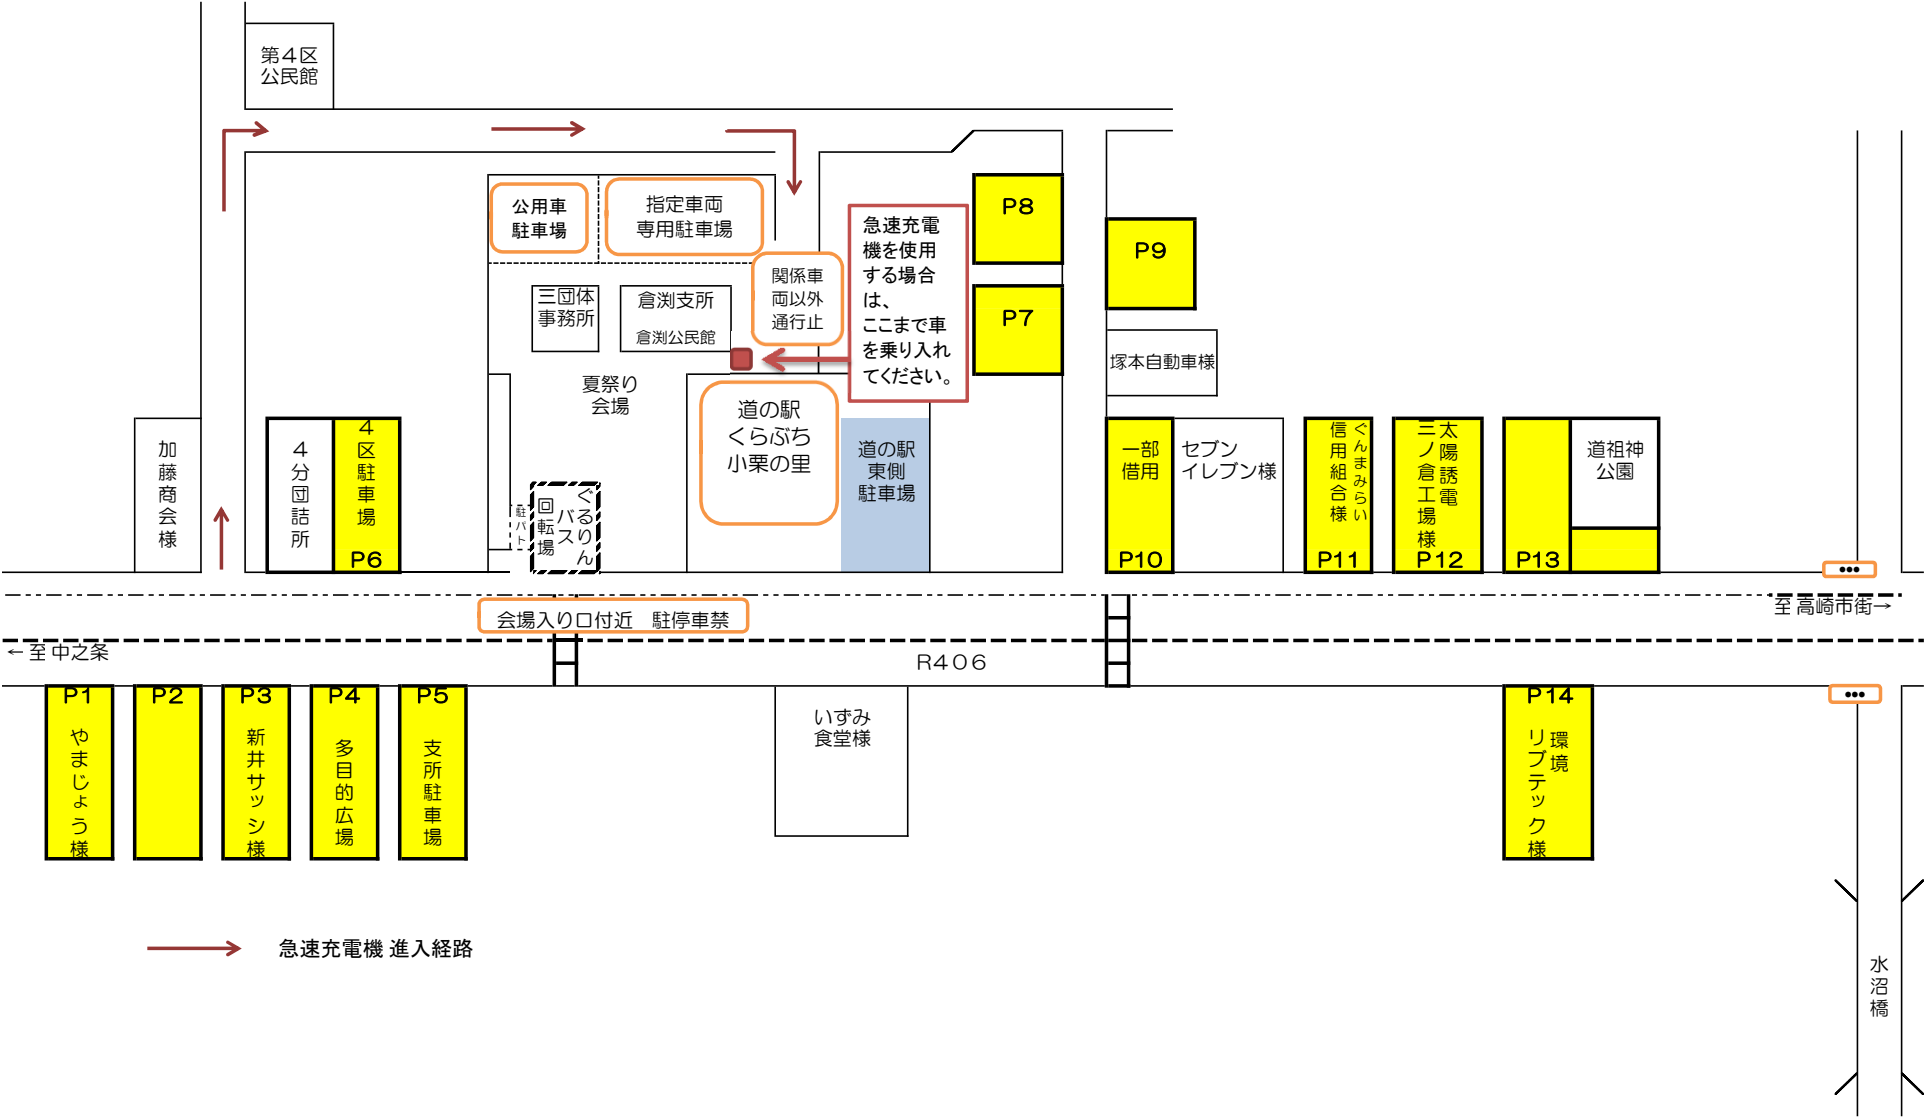 第4区
公民館
公用車
駐車場
指定車両
専用駐車場
関係車
両以外
通行止
急速充電
機を使用
する場合
は、
ここまで車
を乗り入れ
てください。
P8
P9
P7
三団体
事務所
倉渕支所
倉渕公民館
塚本自動車様
夏祭り
会場
道の駅
くらぶち
小栗の里
道の駅
東側
駐車場
加藤商会様
4分団詰所
4区駐車場
P6
駐パト
ぐるりん
バス
回転場
一部
借用
P10
セブン
イレブン様
ぐんまみらい
信用組合様
P11
太陽誘電
三ノ倉工場様
P12
P13
道祖神
公園
•••
会場入り口付近 駐停車禁
至 高崎市街→
←至 中之条
R406
•••
P1
やまじょう様
P2
P3
新井サッシ様
P4
多目的広場
P5
支所駐車場
いずみ
食堂様
P14
環境
リブテック様
急速充電機 進入経路
水沼橋